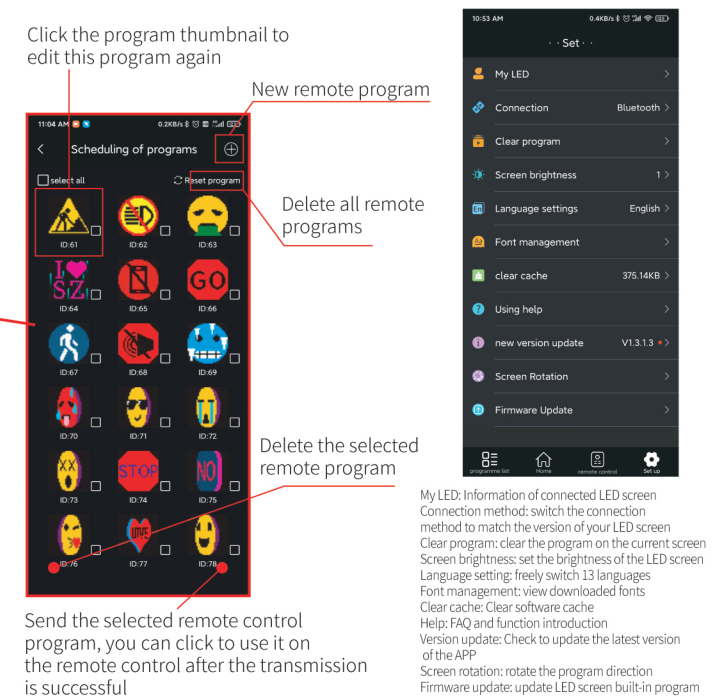 Click the program thumbnail to
edit this program again
New remote program
11:04 AM
0.2KB/s
Scheduling of programs
select all
Reset program
ID:61
ID:62
ID:63
Delete all remote
programs
I
SZ
GO
ID:64
ID:65
ID:66
ID:67
ID:68
ID:69
ID:70
ID:71
ID:72
Delete the selected
remote program
XX
STOP
NO
ID:73
ID:74
ID:75
LOVE
ID:76
ID:77
ID:78
Send the selected remote control
program, you can click to use it on
the remote control after the transmission
is successful
10:53 AM
0.4KB/s
· · Set · ·
My LED >
Connection Bluetooth >
Clear program >
Screen brightness 1 >
En Language settings English >
Font management >
clear cache 375.14KB >
? Using help >
i new version update V1.3.1.3 >
Screen Rotation >
Firmware Update >
programme list Home remote control Set up
My LED: Information of connected LED screen
Connection method: switch the connection
method to match the version of your LED screen
Clear program: clear the program on the current screen
Screen brightness: set the brightness of the LED screen
Language setting: freely switch 13 languages
Font management: view downloaded fonts
Clear cache: Clear software cache
Help: FAQ and function introduction
Version update: Check to update the latest version
of the APP
Screen rotation: rotate the program direction
Firmware update: update LED screen built-in program